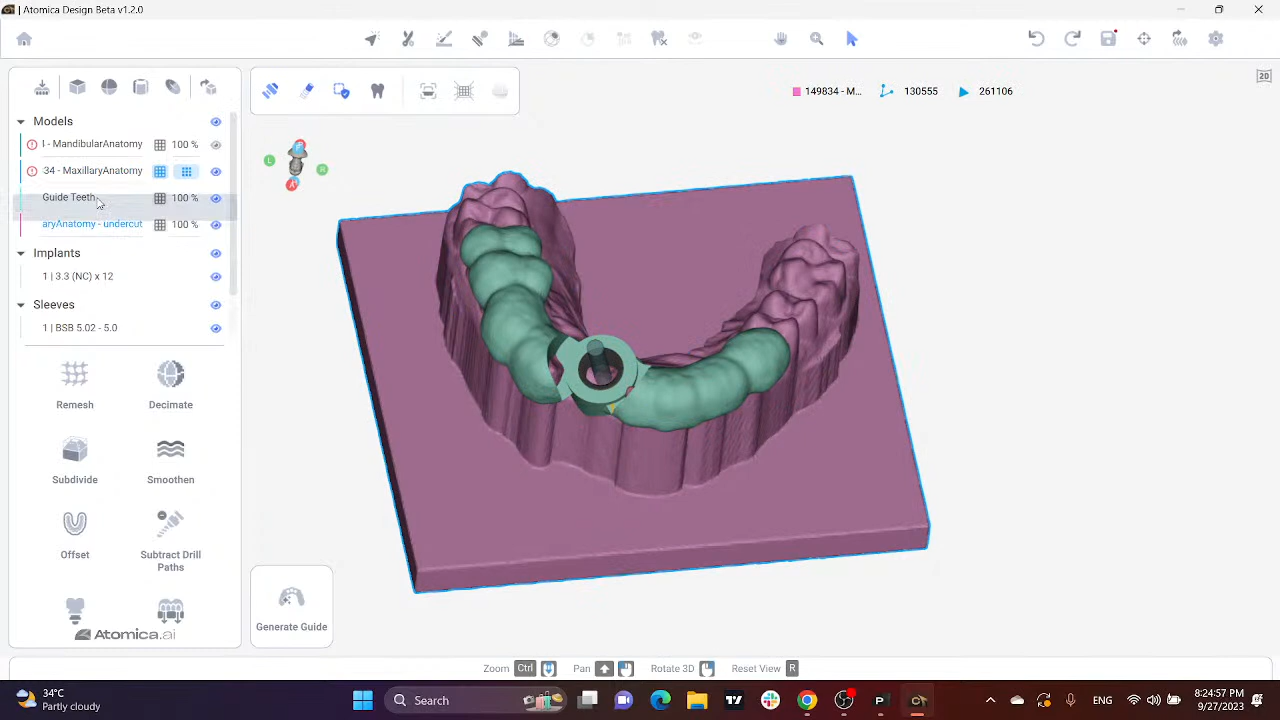 Atomica Design Beta v1.2.0
20
149834 - M... 130555 261106
Models
l - MandibularAnatomy 100 %
34 - MaxillaryAnatomy
Guide Teeth 100 %
aryAnatomy - undercut 100 %
Implants
1 | 3.3 (NC) x 12
Sleeves
1 | BSB 5.02 - 5.0
L
R
A
Remesh Decimate
Subdivide Smoothen
Offset Subtract Drill
Paths
Atomica.ai
Generate Guide
Zoom Ctrl Pan Rotate 3D Reset View R
34°C
Partly cloudy
Search
ENG
8:24:57 PM
9/27/2023